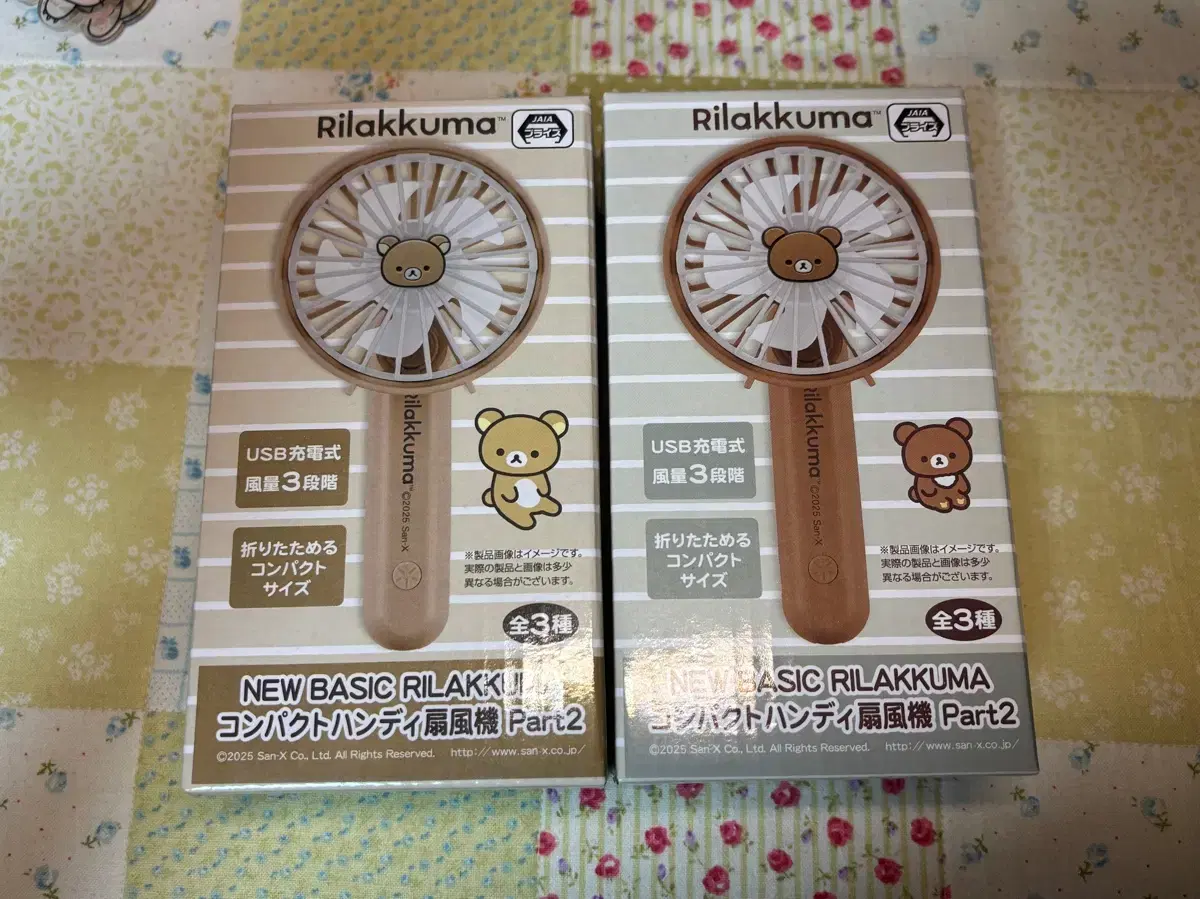 Rilakkuma™
JAIA
プライズ
Rilakkuma™ ©2025 San-X
USB充電式
風量3段階
折りたためる
コンパクト
サイズ
※製品画像はイメージです。
実際の製品と画像は多少
異なる場合がございます。
全3種
NEW BASIC RILAKKUMA
コンパクトハンディ扇風機 Part2
©2025 San-X Co., Ltd. All Rights Reserved. http://www.san-x.co.jp/
Rilakkuma™
JAIA
プライズ
Rilakkuma™ ©2025 San-X
USB充電式
風量3段階
折りたためる
コンパクト
サイズ
※製品画像はイメージです。
実際の製品と画像は多少
異なる場合がございます。
全3種
NEW BASIC RILAKKUMA
コンパクトハンディ扇風機 Part2
©2025 San-X Co., Ltd. All Rights Reserved. http://www.san-x.co.jp/